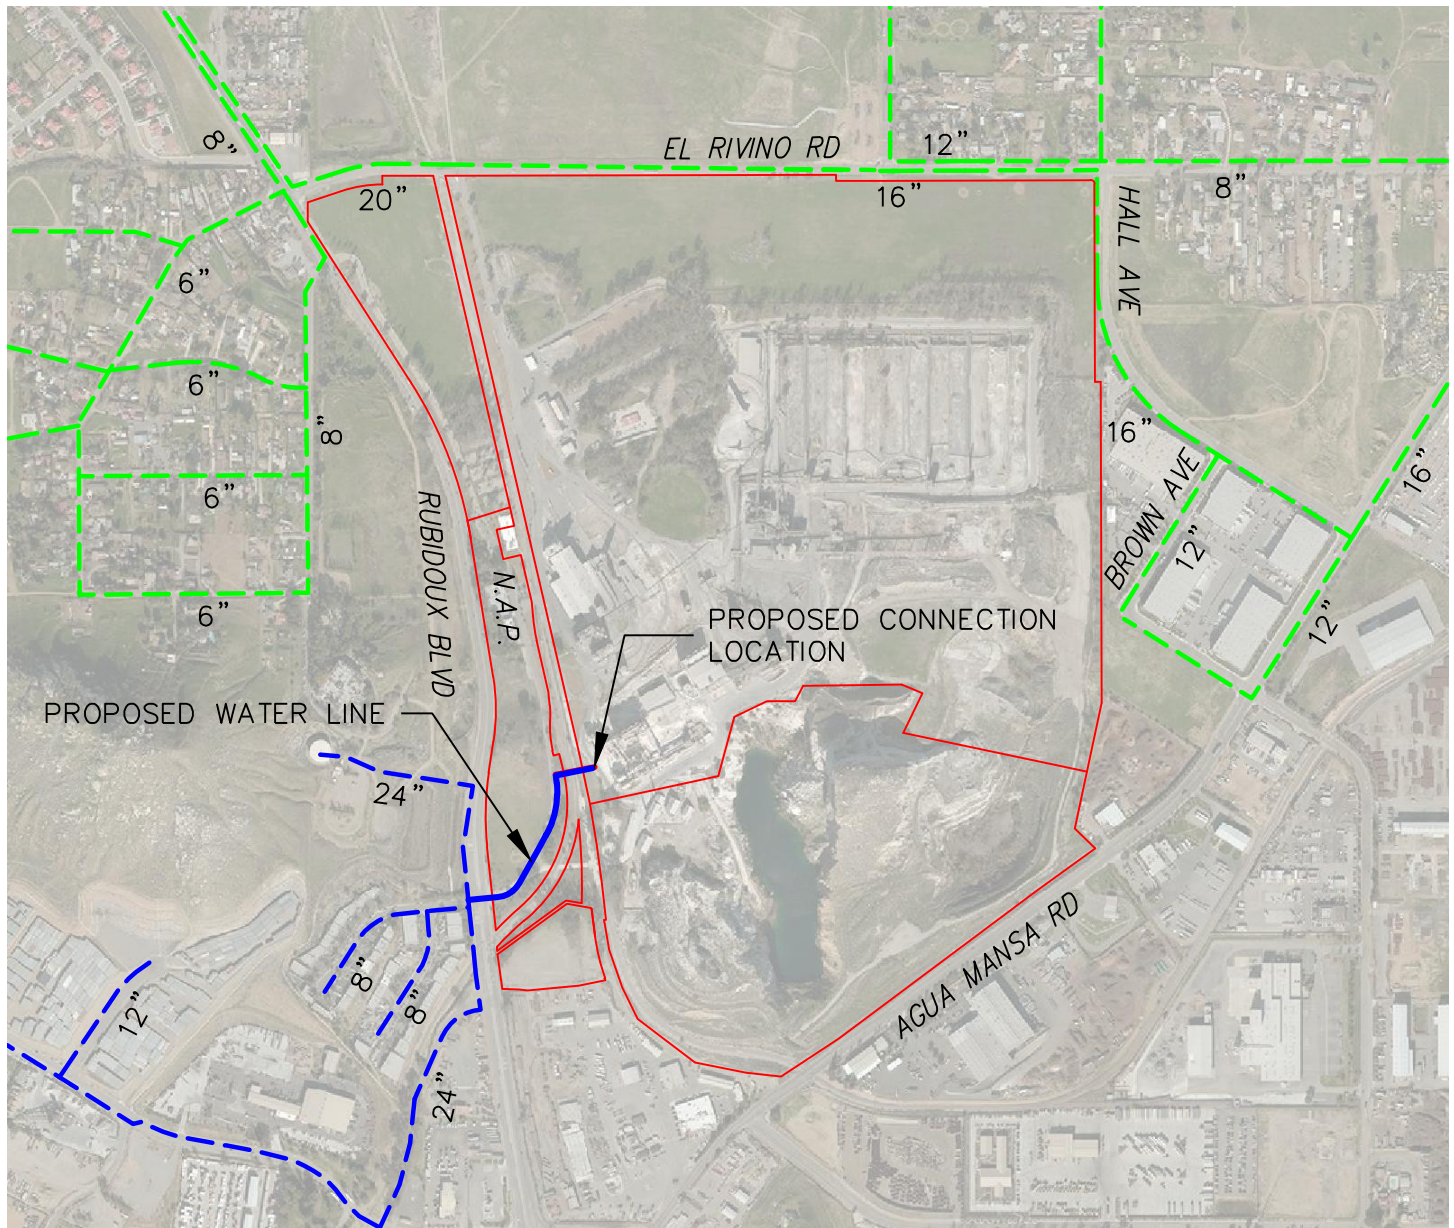 8"
EL RIVINO RD
12"
20"
16"
8"
HALL AVE
6"
6"
8"
16"
16"
6"
BROWN AVE
12"
RUBIDOUX BLVD
N.A.P.
6"
12"
PROPOSED CONNECTION
LOCATION
PROPOSED WATER LINE
24"
8"
8"
12"
24"
AGUA MANSA RD